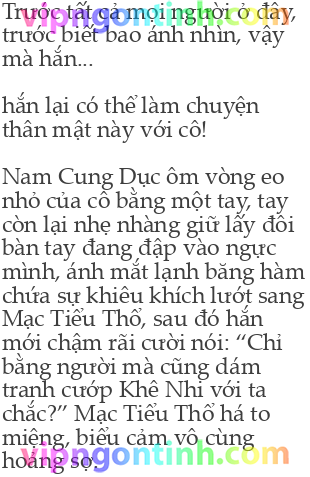 Trước tất cả mọi người ở đây,
vipngontinh.com
trước biết bao ánh nhìn, vậy
mà hắn...
hắn lại có thể làm chuyện
thân mật này với cô!
Nam Cung Dục ôm vòng eo
nhỏ của cô bằng một tay, tay
còn lại nhẹ nhàng giữ lấy đôi
bàn tay đang đập vào ngực
mình, ánh mắt lạnh băng hàm
chứa sự khiêu khích lướt sang
Mạc Tiểu Thổ, sau đó hắn
mới chậm rãi cười nói: “Chỉ
bằng người mà cũng dám
tranh cướp Khê Nhi với ta
chắc?” Mạc Tiểu Thổ há to
miệng, biểu cảm vô cùng
vipngontinh.com
hoảng sợ.